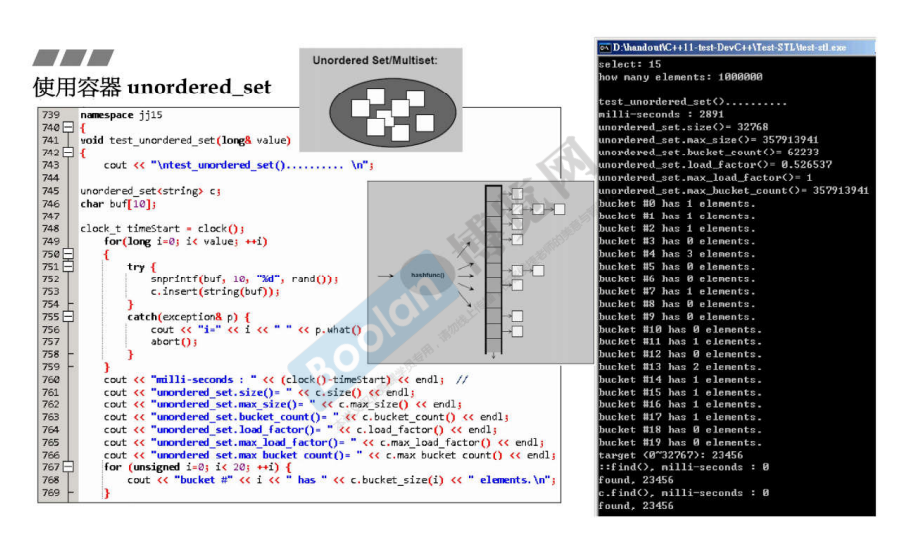 使用容器 unordered_set
Unordered Set/Multiset:
739 namespace jj15
740 {
741 void test_unordered_set(long& value)
742 {
743 cout << "\ntest_unordered_set().......... \n";
744
745 unordered_set<string> c;
746 char buf[10];
747
748 clock_t timeStart = clock();
749 for(long i=0; i< value; ++i)
750 {
751 try {
752 snprintf(buf, 10, "%d", rand());
753 c.insert(string(buf));
754 }
755 catch(exception& p) {
756 cout << "i=" << i << " " << p.what()
757 abort();
758 }
759 }
760 cout << "milli-seconds : " << (clock()-timeStart) << endl; //
761 cout << "unordered_set.size()= " << c.size() << endl;
762 cout << "unordered_set.max_size()= " << c.max_size() << endl;
763 cout << "unordered_set.bucket_count()= " << c.bucket_count() << endl;
764 cout << "unordered_set.load_factor()= " << c.load_factor() << endl;
765 cout << "unordered_set.max_load_factor()= " << c.max_load_factor() << endl;
766 cout << "unordered_set.max_bucket_count()= " << c.max_bucket_count() << endl;
767 for (unsigned i=0; i< 20; ++i) {
768 cout << "bucket #" << i << " has " << c.bucket_size(i) << " elements.\n";
769 }
hashfunc()
Boolan 博览网
D:\handout\C++11-test-DevC++\Test-STL\test-stl.exe
select: 15
how many elements: 1000000
test_unordered_set()..........
milli-seconds : 2891
unordered_set.size()= 32768
unordered_set.max_size()= 357913941
unordered_set.bucket_count()= 62233
unordered_set.load_factor()= 0.526537
unordered_set.max_load_factor()= 1
unordered_set.max_bucket_count()= 357913941
bucket #0 has 1 elements.
bucket #1 has 1 elements.
bucket #2 has 1 elements.
bucket #3 has 0 elements.
bucket #4 has 3 elements.
bucket #5 has 0 elements.
bucket #6 has 0 elements.
bucket #7 has 1 elements.
bucket #8 has 0 elements.
bucket #9 has 0 elements.
bucket #10 has 0 elements.
bucket #11 has 1 elements.
bucket #12 has 0 elements.
bucket #13 has 2 elements.
bucket #14 has 1 elements.
bucket #15 has 1 elements.
bucket #16 has 1 elements.
bucket #17 has 1 elements.
bucket #18 has 0 elements.
bucket #19 has 0 elements.
target (0~32767): 23456
::find(), milli-seconds : 0
found, 23456
c.find(), milli-seconds : 0
found, 23456